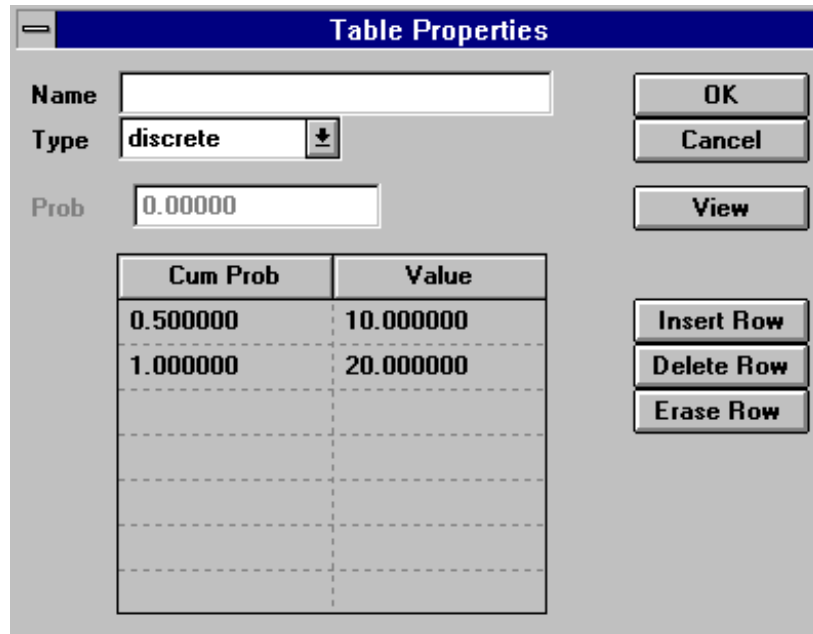 Table Properties
Name
OK
Type discrete
Cancel
Prob 0.00000
View
Cum Prob Value
0.500000 10.000000
Insert Row
1.000000 20.000000
Delete Row
Erase Row